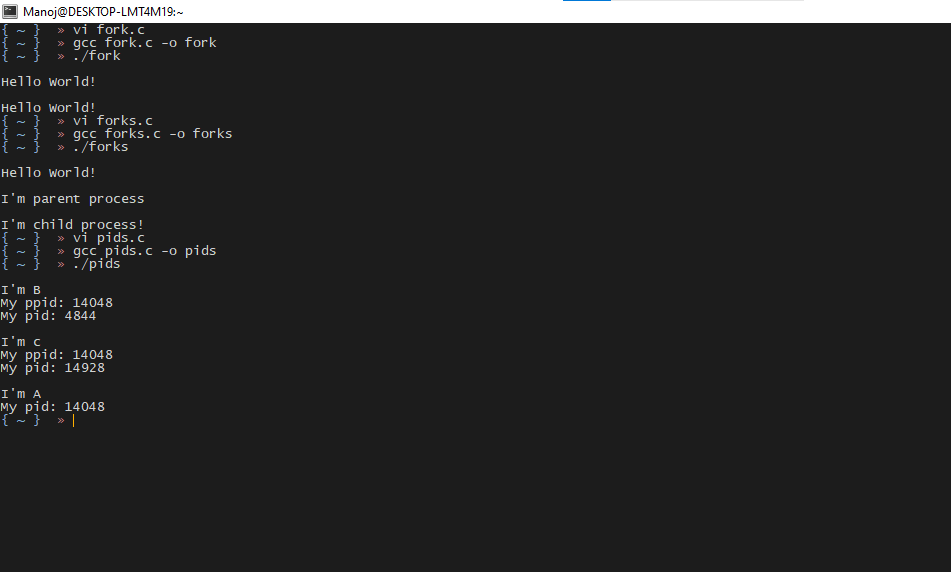 Manoj@DESKTOP-LMT4M19:~
{ ~ } » vi fork.c
{ ~ } » gcc fork.c -o fork
{ ~ } » ./fork
Hello World!
Hello World!
{ ~ } » vi forks.c
{ ~ } » gcc forks.c -o forks
{ ~ } » ./forks
Hello World!
I'm parent process
I'm child process!
{ ~ } » vi pids.c
{ ~ } » gcc pids.c -o pids
{ ~ } » ./pids
I'm B
My ppid: 14048
My pid: 4844
I'm c
My ppid: 14048
My pid: 14928
I'm A
My pid: 14048
{ ~ } »